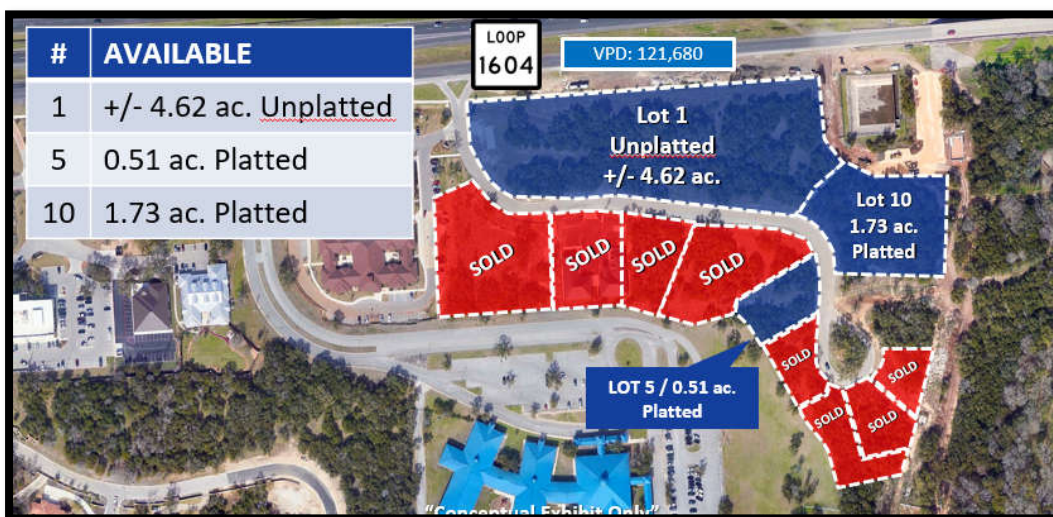 # AVAILABLE
1 +/- 4.62 ac. Unplatted
5 0.51 ac. Platted
10 1.73 ac. Platted
LOOP
1604
VPD: 121,680
Lot 1
Unplatted
+/- 4.62 ac.
Lot 10
1.73 ac.
Platted
SOLD
SOLD
SOLD
SOLD
LOT 5 / 0.51 ac.
Platted
SOLD
SOLD
SOLD
SOLD
"Conceptual Exhibit Only"